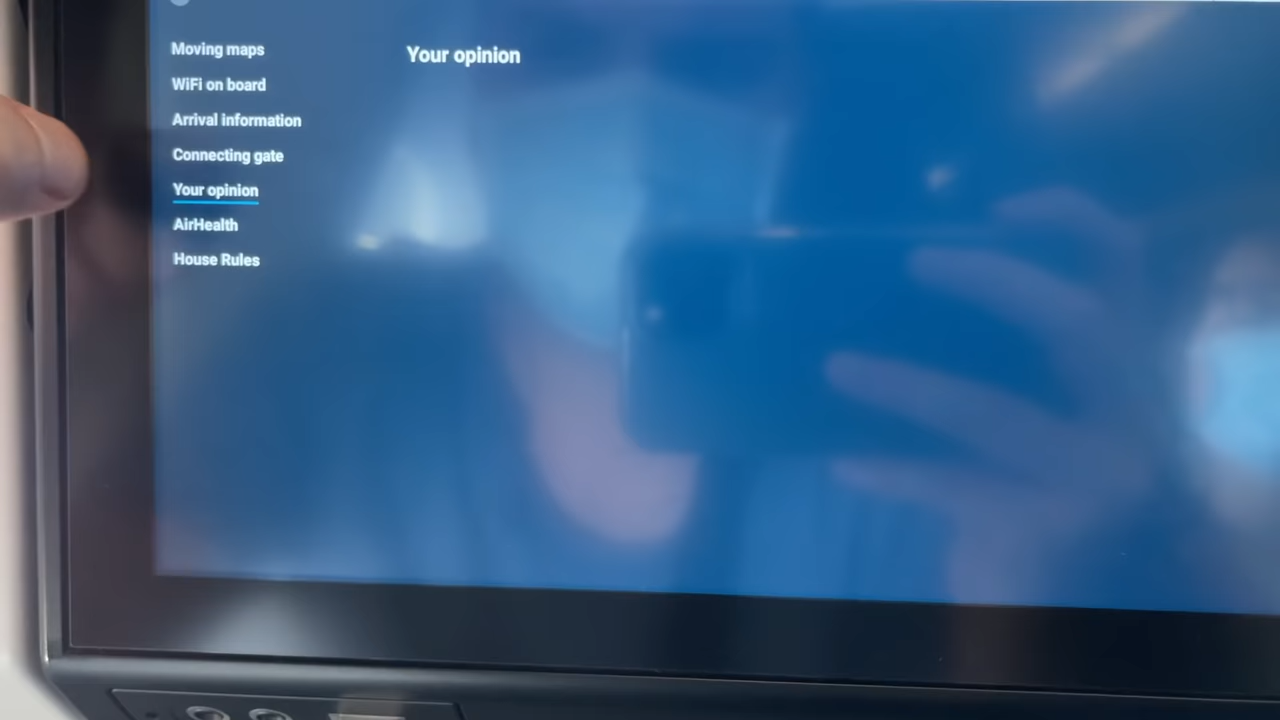 Moving maps
WiFi on board
Arrival information
Connecting gate
Your opinion
AirHealth
House Rules
Your opinion